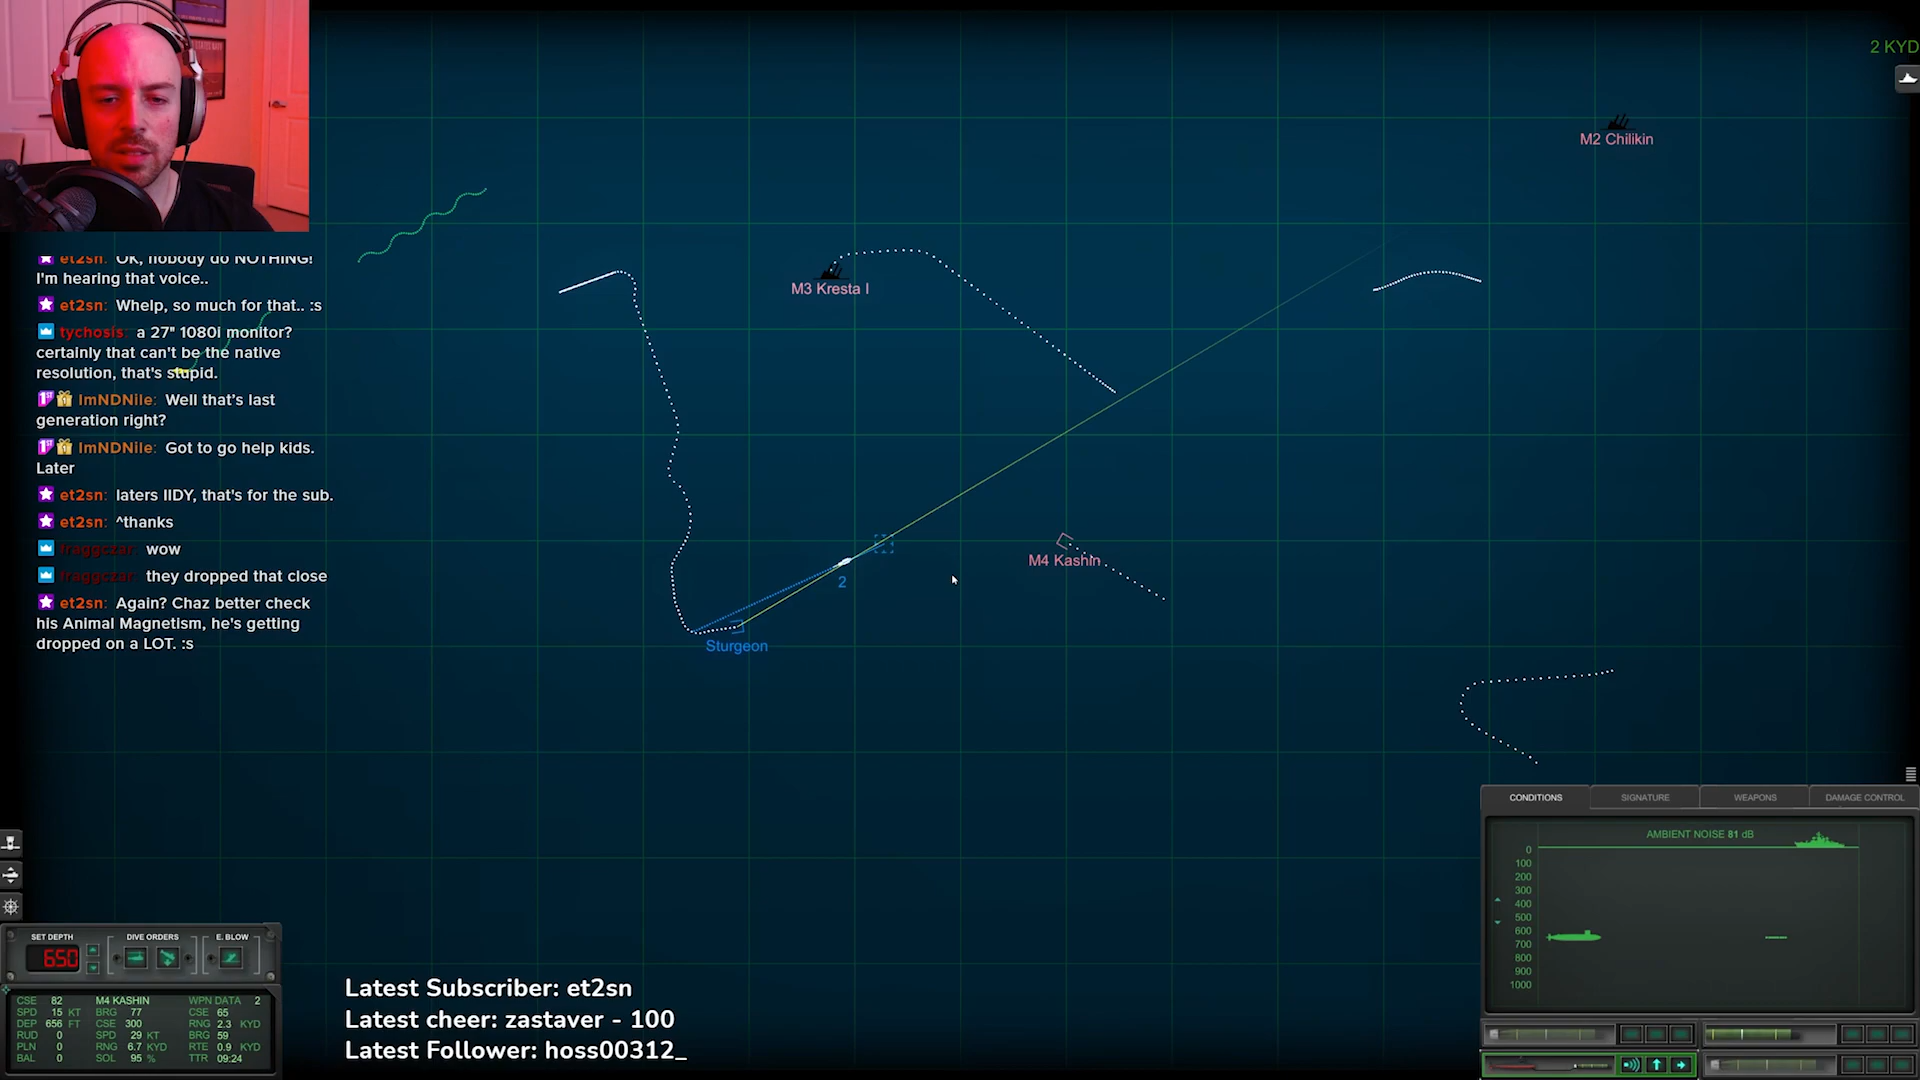 2 KYD
M2 Chilikin
M3 Kresta I
et2sn: OK, nobody do NOTHING!
I'm hearing that voice..
et2sn: Whelp, so much for that.. :s
tychosis: a 27" 1080i monitor?
certainly that can't be the native
resolution, that's stupid.
ImNDNile: Well that's last
generation right?
ImNDNile: Got to go help kids.
Later
et2sn: laters IIDY, that's for the sub.
et2sn: ^thanks
fraggczar: wow
fraggczar: they dropped that close
et2sn: Again? Chaz better check
his Animal Magnetism, he's getting
dropped on a LOT. :s
M4 Kashin
2
Sturgeon
CONDITIONS SIGNATURE WEAPONS DAMAGE CONTROL
AMBIENT NOISE 81 dB
0
100
200
300
400
500
600
700
800
900
1000
SET DEPTH DIVE ORDERS E. BLOW
650
CSE 82 M4 KASHIN WPN DATA 2
SPD 15 KT BRG 77 CSE 65
DEP 656 FT CSE 300 RNG 2.3 KYD
RUD 0 SPD 29 KT BRG 59
PLN 0 RNG 6.7 KYD RTE 0.9 KYD
BAL 0 SOL 95 % TTR 09:24
Latest Subscriber: et2sn
Latest cheer: zastaver - 100
Latest Follower: hoss00312_